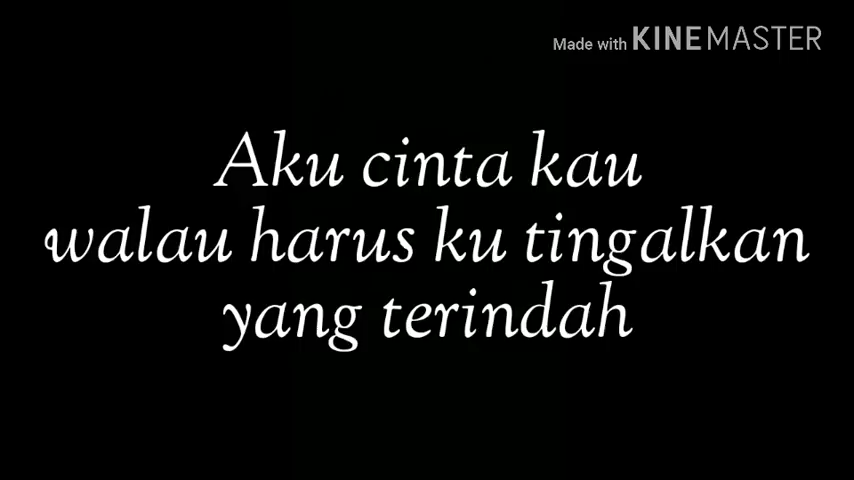 Made with KINEMASTER
Aku cinta kau
walau harus ku tingalkan
yang terindah